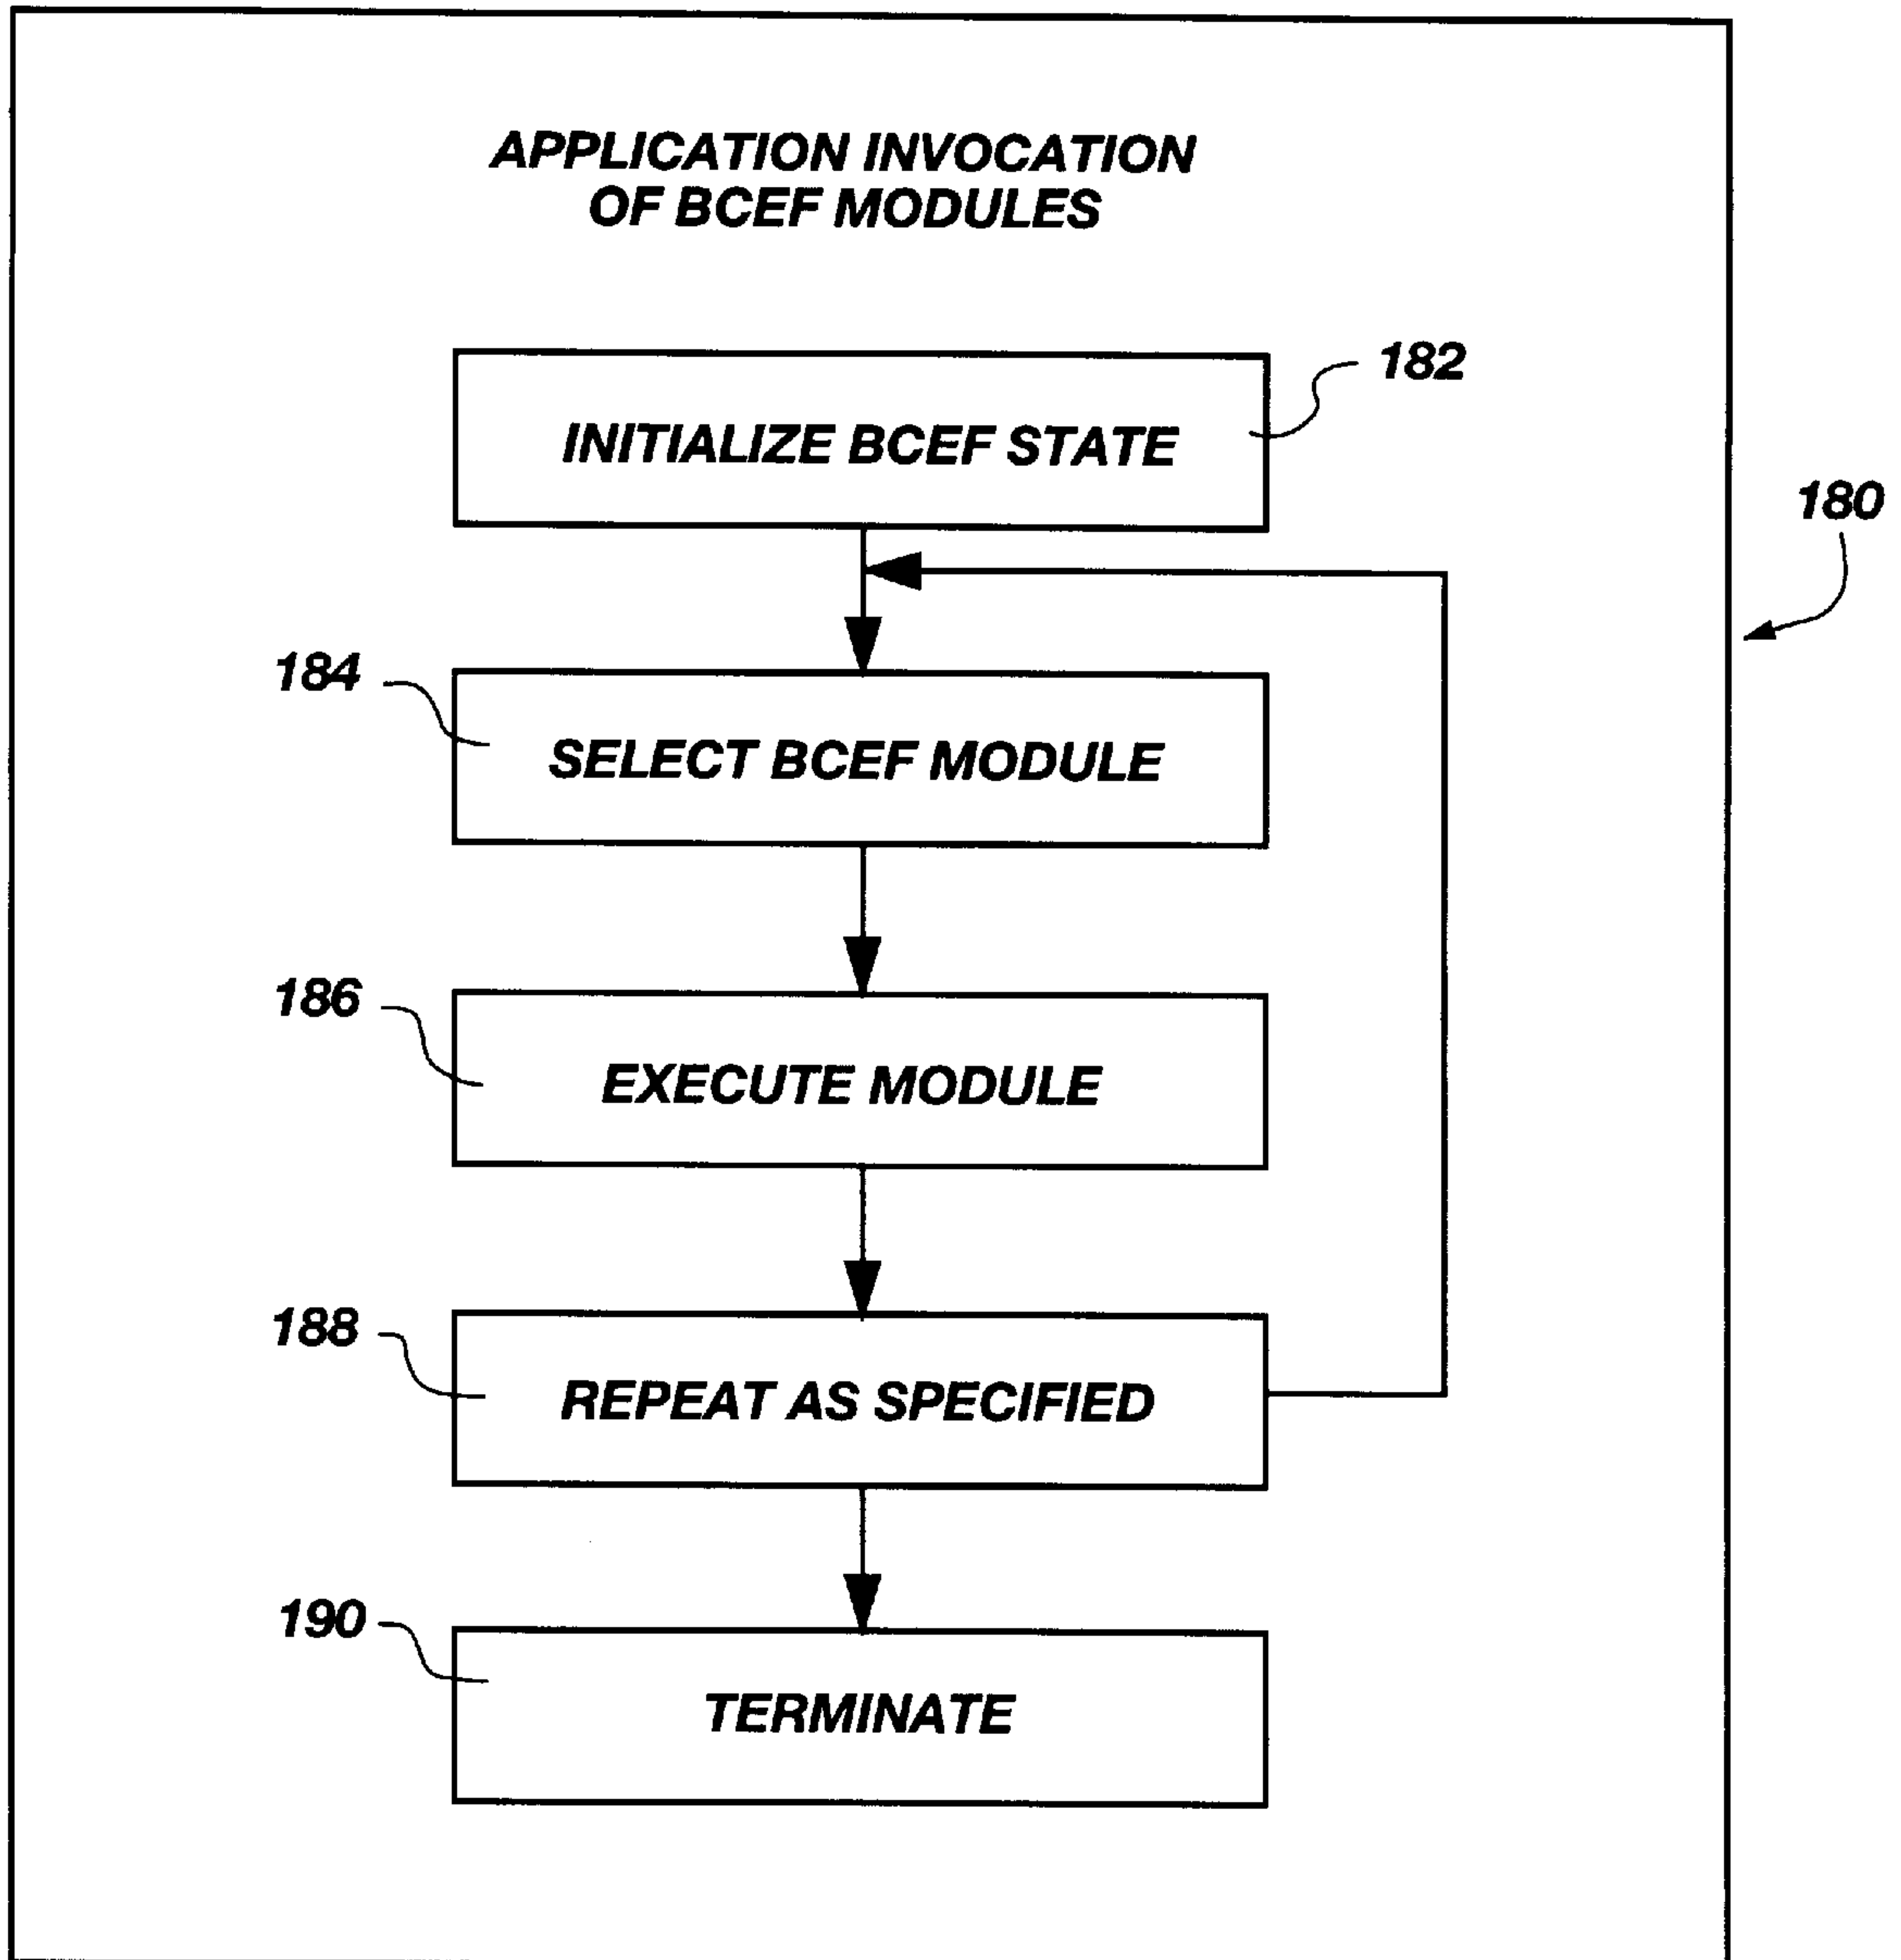 APPLICATION INVOCATION
OF BCEF MODULES
182
INITIALIZE BCEF STATE
180
184
SELECT BCEF MODULE
186
EXECUTE MODULE
188
REPEAT AS SPECIFIED
190
TERMINATE